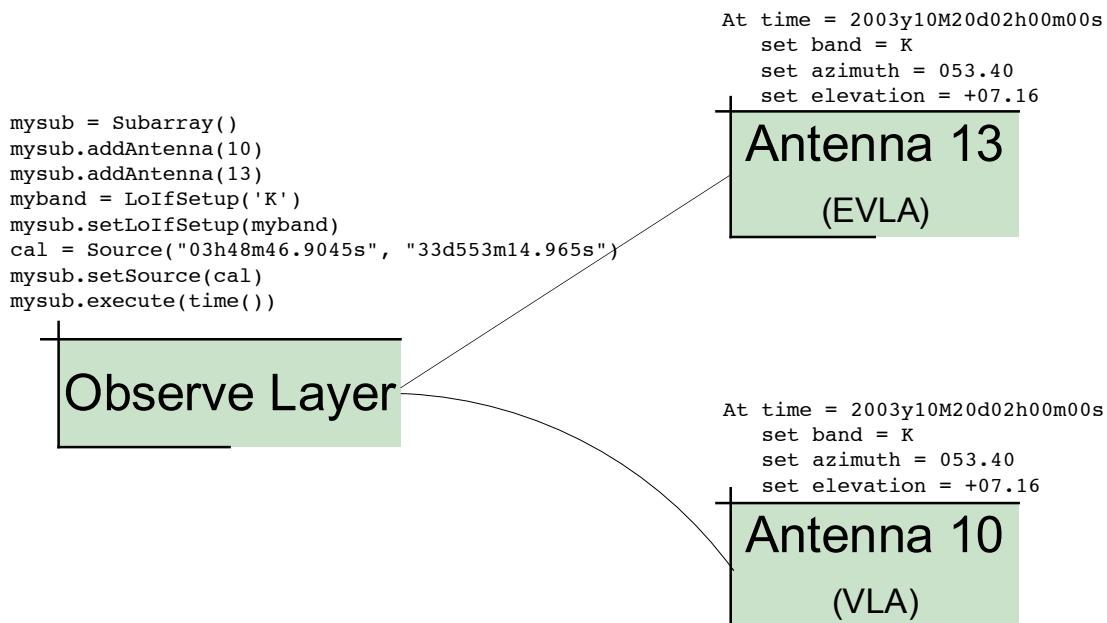 At time = 2003y10M20d02h00m00s
set band = K
set azimuth = 053.40
set elevation = +07.16
Antenna 13
(EVLA)
mysub = Subarray()
mysub.addAntenna(10)
mysub.addAntenna(13)
myband = LoIfSetup('K')
mysub.setLoIfSetup(myband)
cal = Source("03h48m46.9045s", "33d553m14.965s")
mysub.setSource(cal)
mysub.execute(time())
Observe Layer
At time = 2003y10M20d02h00m00s
set band = K
set azimuth = 053.40
set elevation = +07.16
Antenna 10
(VLA)